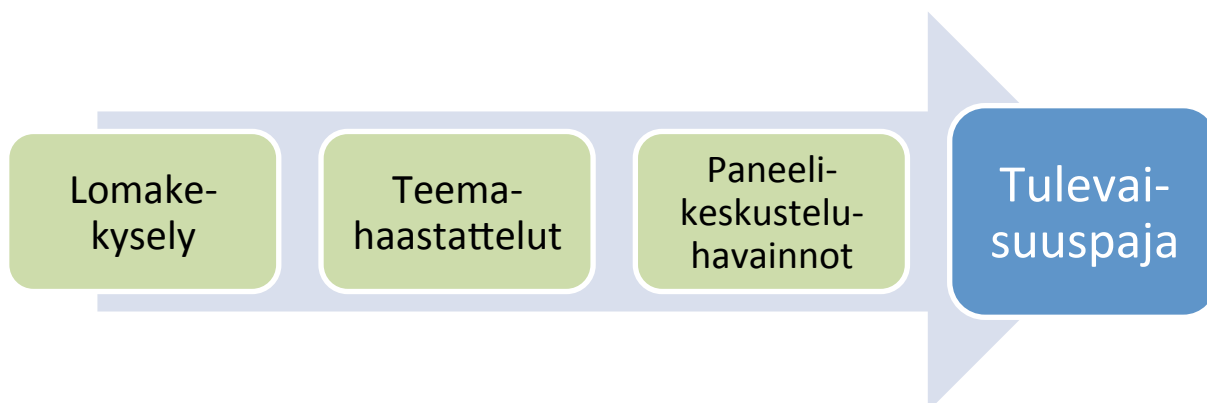 Lomake-
kysely
Teema-
haastattelut
Paneeli-
keskustelu-
havainnot
Tulevai-
suuspaja